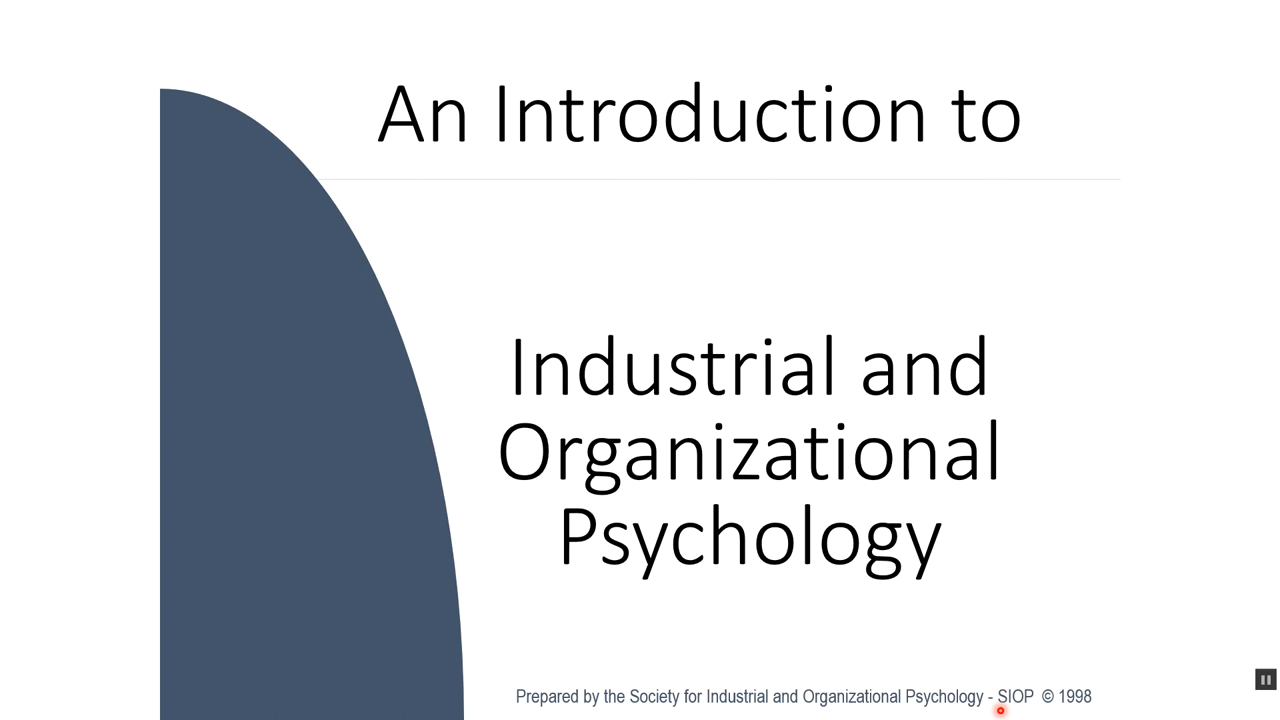 An Introduction to
Industrial and
Organizational
Psychology
Prepared by the Society for Industrial and Organizational Psychology - SIOP © 1998